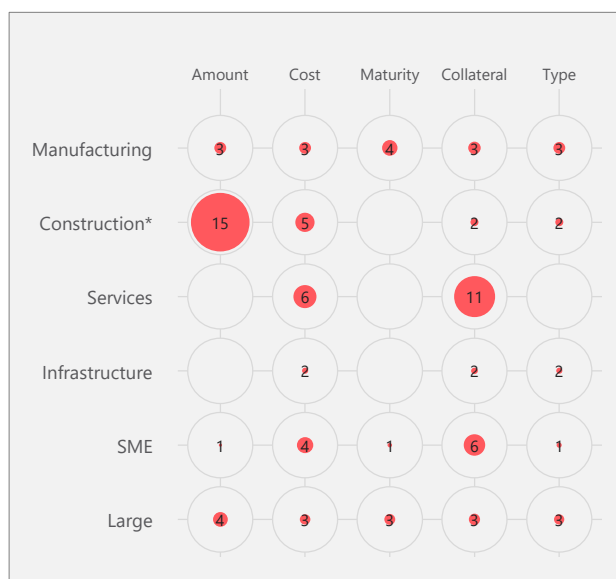 Amount Cost Maturity Collateral Type
Manufacturing 3 3 4 3 3
Construction* 15 5 2 2
Services 6 11
Infrastructure 2 2 2
SME 1 4 1 6 1
Large 4 3 3 3 3